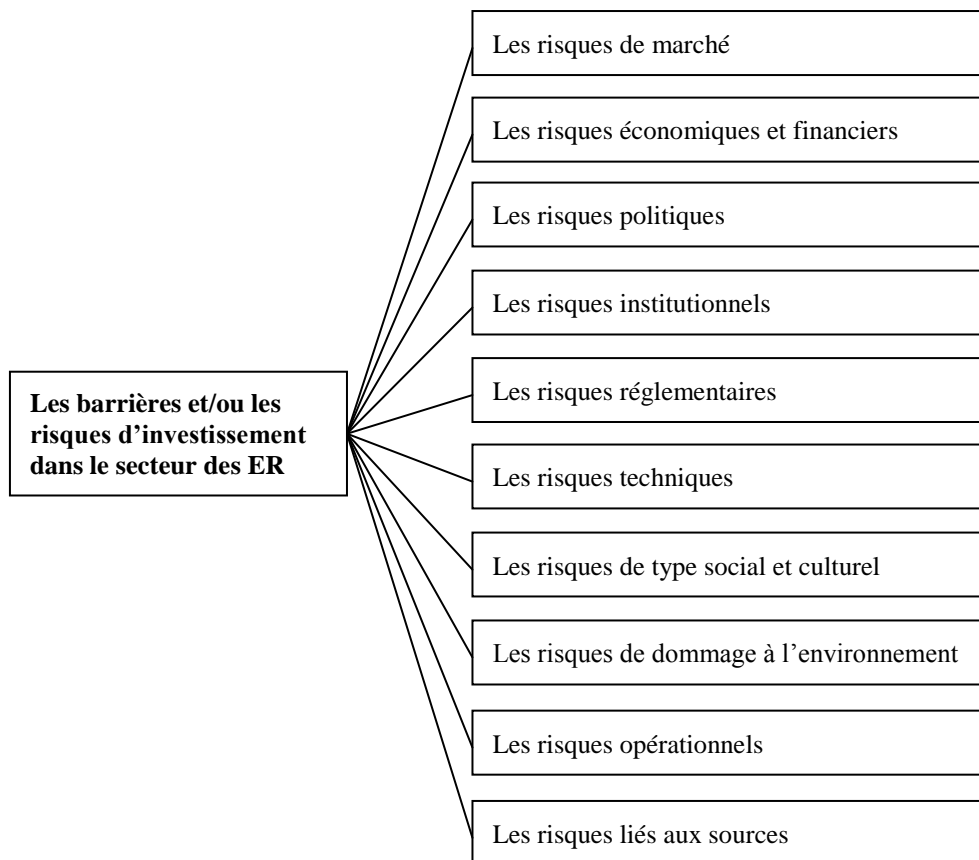 Les risques de marché
Les risques économiques et financiers
Les risques politiques
Les risques institutionnels
Les barrières et/ou les
risques d’investissement
dans le secteur des ER
Les risques réglementaires
Les risques techniques
Les risques de type social et culturel
Les risques de dommage à l’environnement
Les risques opérationnels
Les risques liés aux sources